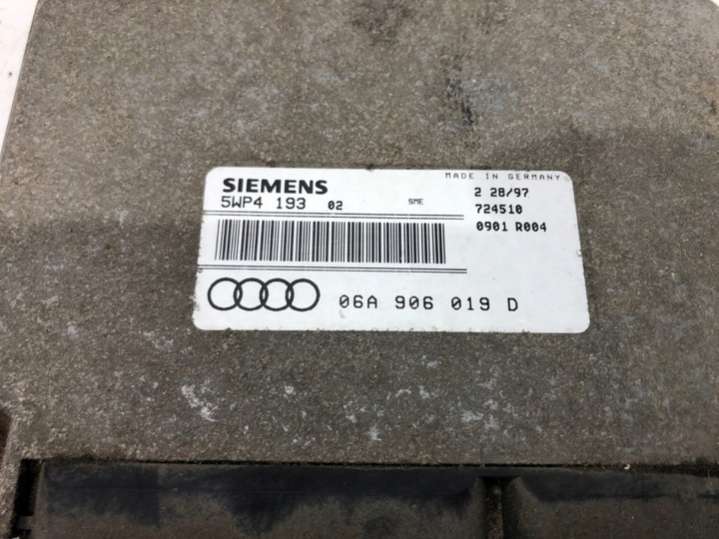 MADE IN GERMANY
SIEMENS
5WP4 193 02 SME
2 28/97
724510
0901 R004
06A 906 019 D